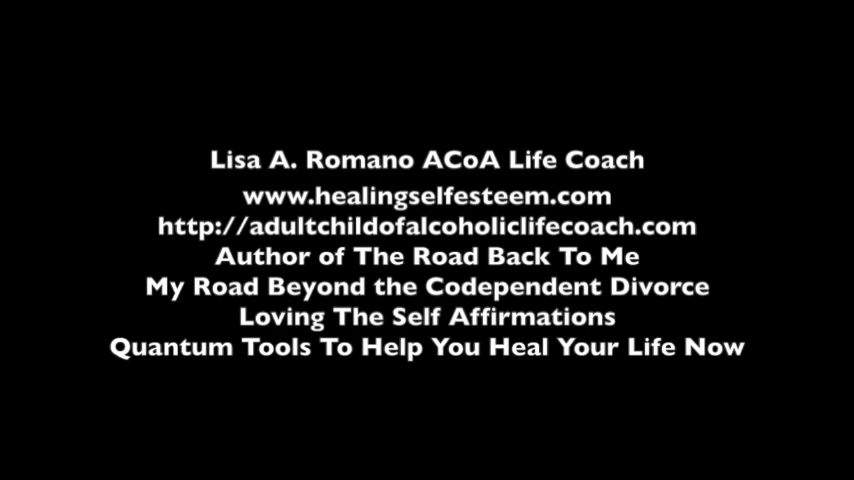 Lisa A. Romano ACoA Life Coach
www.healingselfesteem.com
http://adultchildofalcoholiclifecoach.com
Author of The Road Back To Me
My Road Beyond the Codependent Divorce
Loving The Self Affirmations
Quantum Tools To Help You Heal Your Life Now